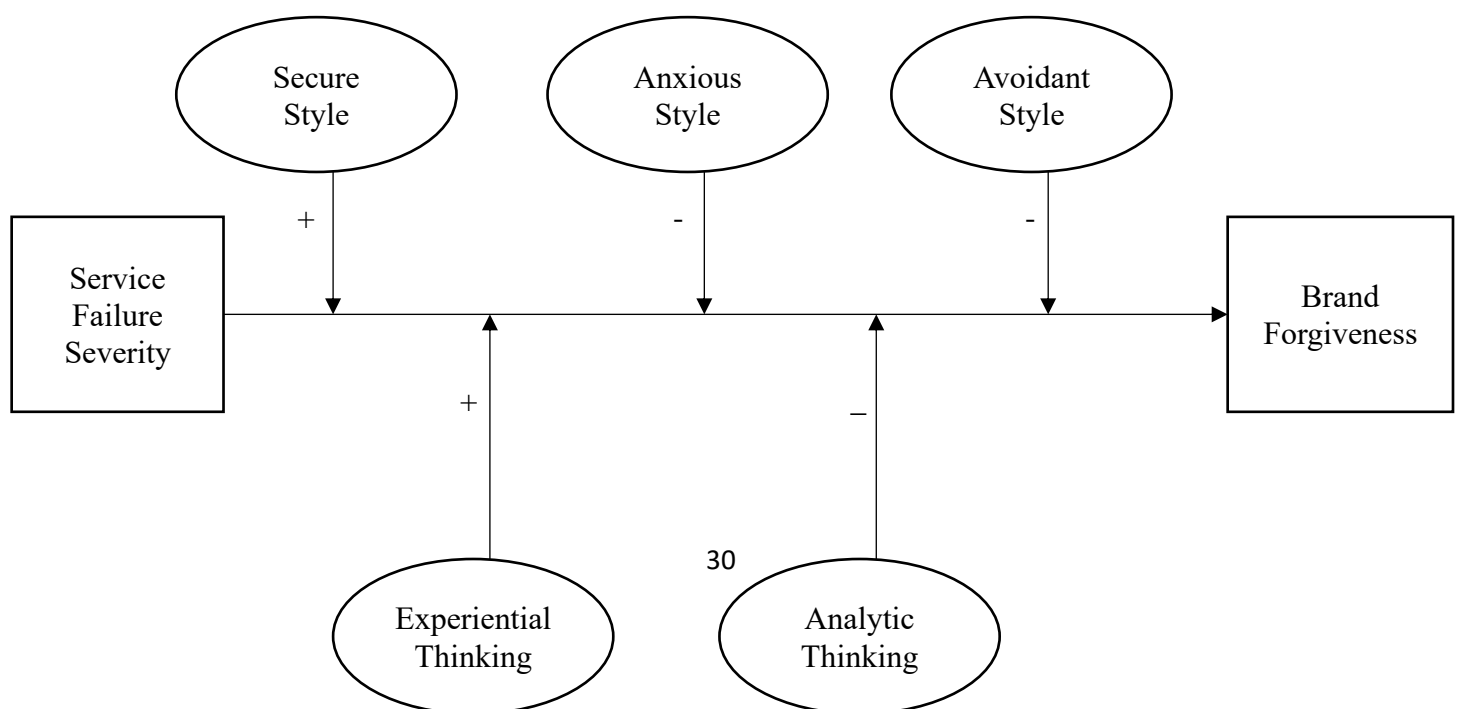 Secure
Style
Anxious
Style
Avoidant
Style
+
-
-
Service
Failure
Severity
Brand
Forgiveness
+
–
30
Experiential
Thinking
Analytic
Thinking